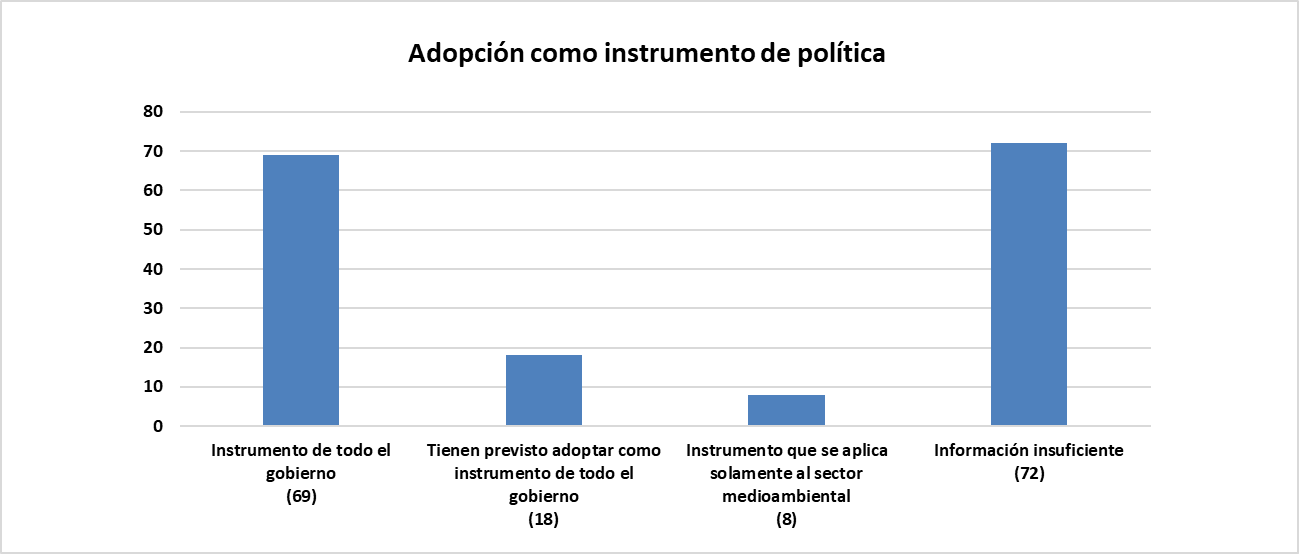 Adopción como instrumento de política
80
70
60
50
40
30
20
10
0
Instrumento de todo el
gobierno
(69)
Tienen previsto adoptar como
instrumento de todo el
gobierno
(18)
Instrumento que se aplica
solamente al sector
medioambiental
(8)
Información insuficiente
(72)